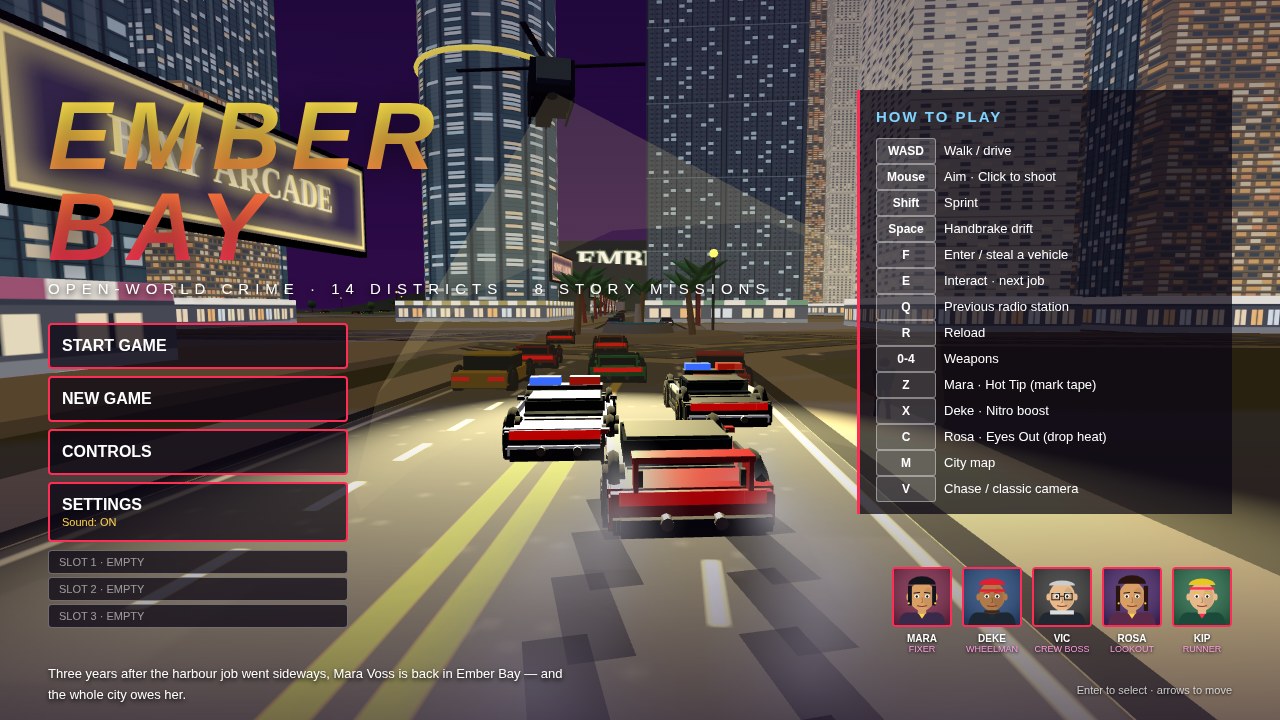 EMBER
BAY
BAY ARCADE
EMB
OPEN-WORLD CRIME · 14 DISTRICTS · 8 STORY MISSIONS
START GAME
NEW GAME
CONTROLS
SETTINGS
Sound: ON
SLOT 1 · EMPTY
SLOT 2 · EMPTY
SLOT 3 · EMPTY
Three years after the harbour job went sideways, Mara Voss is back in Ember Bay — and
the whole city owes her.
HOW TO PLAY
WASD Walk / drive
Mouse Aim · Click to shoot
Shift Sprint
Space Handbrake drift
F Enter / steal a vehicle
E Interact · next job
Q Previous radio station
R Reload
0-4 Weapons
Z Mara · Hot Tip (mark tape)
X Deke · Nitro boost
C Rosa · Eyes Out (drop heat)
M City map
V Chase / classic camera
MARA DEKE VIC ROSA KIP
FIXER WHEELMAN CREW BOSS LOOKOUT RUNNER
Enter to select · arrows to move